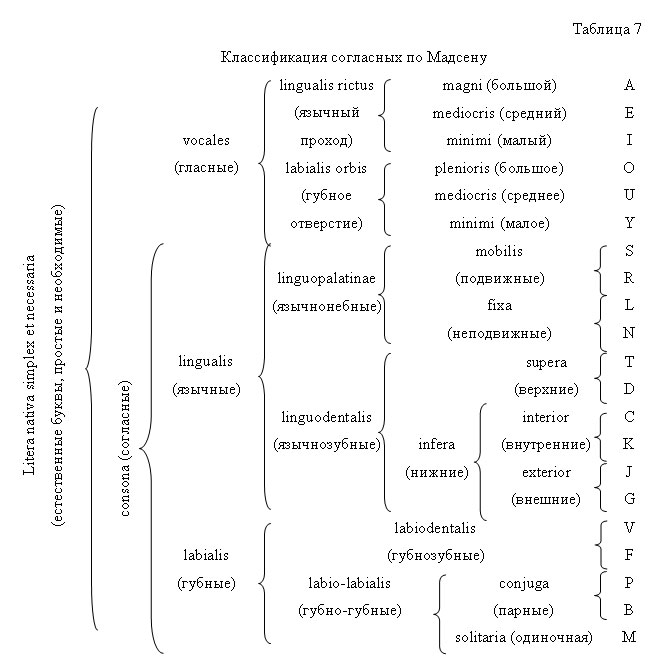 Таблица 7
Классификация согласных по Мадсену
lingualis rictus magni (большой) A
(язычный mediocris (средний) E
vocales проход) minimi (малый) I
(гласные) labialis orbis plenioris (большое) O
(губное mediocris (среднее) U
отверстие) minimi (малое) Y
mobilis S
linguopalatinae (подвижные) R
(язычнонебные) fixa L
(неподвижные) N
lingualis supera T
(язычные) (верхние) D
linguodentalis interior C
(язычнозубные) infera (внутренние) K
(нижние) exterior J
(внешние) G
labiodentalis V
labialis (губнозубные) F
(губные) labio-labialis conjuga P
(губно-губные) (парные) B
solitaria (одиночная) M
Litera nativa simplex et necessaria
(естественные буквы, простые и необходимые)
consona (согласные)